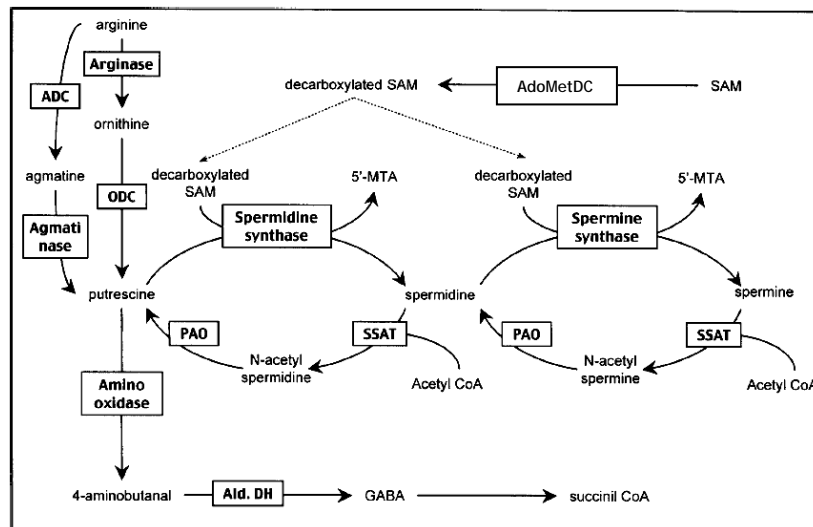 arginine
Arginase
ADC
decarboxylated SAM
AdoMetDC
SAM
ornithine
agmatine
decarboxylated
SAM
5'-MTA
decarboxylated
SAM
5'-MTA
ODC
Agmati
nase
Spermidine
synthase
Spermine
synthase
putrescine
spermidine
spermine
PAO
SSAT
PAO
SSAT
N-acetyl
spermidine
Acetyl CoA
N-acetyl
spermine
Acetyl CoA
Amino
oxidase
4-aminobutanal
Ald. DH
GABA
succinil CoA